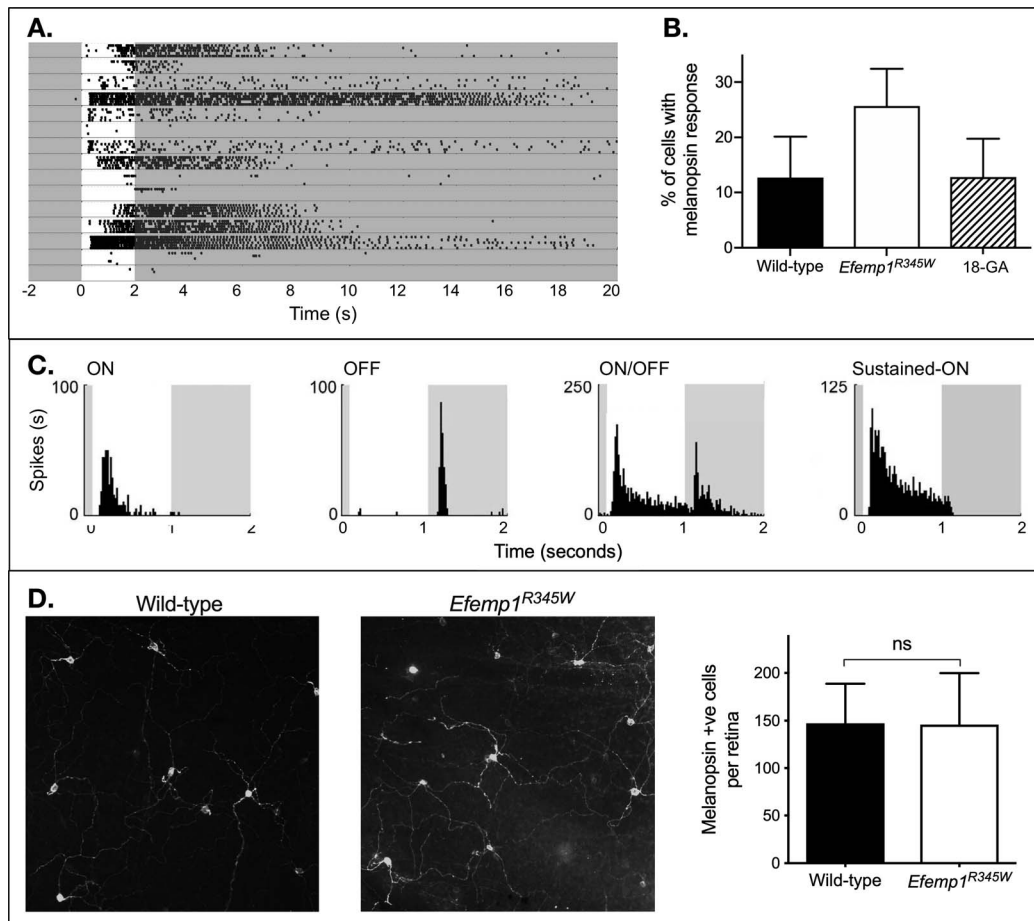 A.
-2 0 2 4 6 8 10 12 14 16 18 20
Time (s)
B.
% of cells with
melanopsin response
30
20
10
0
Wild-type Efemp1R345W 18-GA
C.
ON OFF ON/OFF Sustained-ON
100 100 250 125
Spikes (s)
0 0 0 0
0 1 2 0 1 2 0 1 2 0 1 2
Time (seconds)
D.
Wild-type Efemp1R345W
ns
Melanopsin +ve cells
per retina
200
150
100
50
0
Wild-type Efemp1R345W